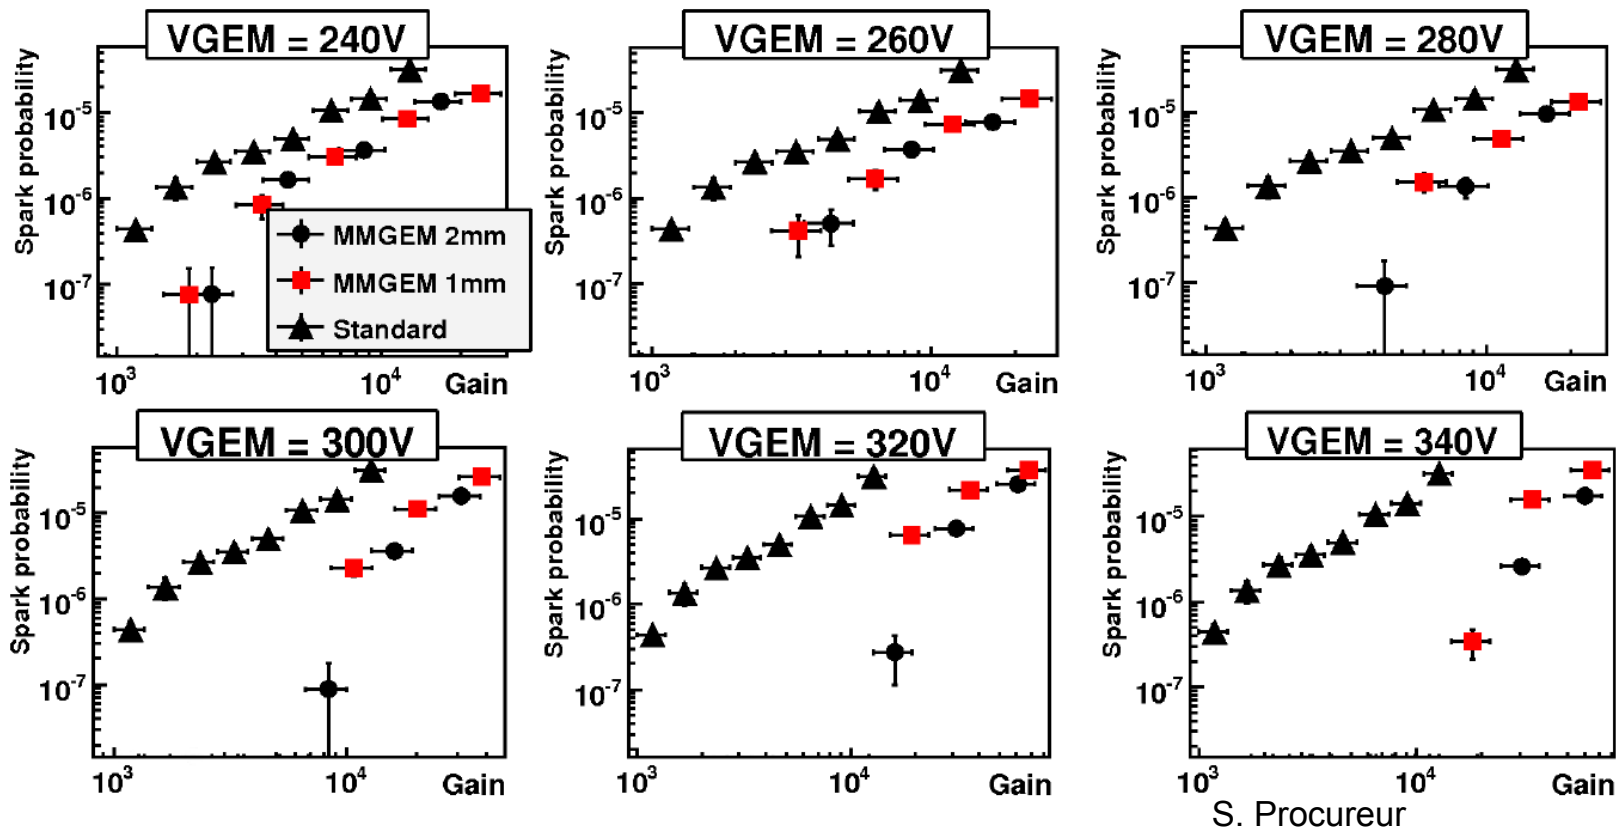 VGEM = 240V
Spark probability
10⁻⁵
10⁻⁶
10⁻⁷
MMGEM 2mm
MMGEM 1mm
Standard
10³
10⁴
Gain
VGEM = 260V
Spark probability
10⁻⁵
10⁻⁶
10⁻⁷
10³
10⁴
Gain
VGEM = 280V
Spark probability
10⁻⁵
10⁻⁶
10⁻⁷
10³
10⁴
Gain
VGEM = 300V
Spark probability
10⁻⁵
10⁻⁶
10⁻⁷
10³
10⁴
Gain
VGEM = 320V
Spark probability
10⁻⁵
10⁻⁶
10⁻⁷
10³
10⁴
Gain
VGEM = 340V
Spark probability
10⁻⁵
10⁻⁶
10⁻⁷
10³
10⁴
Gain
S. Procureur